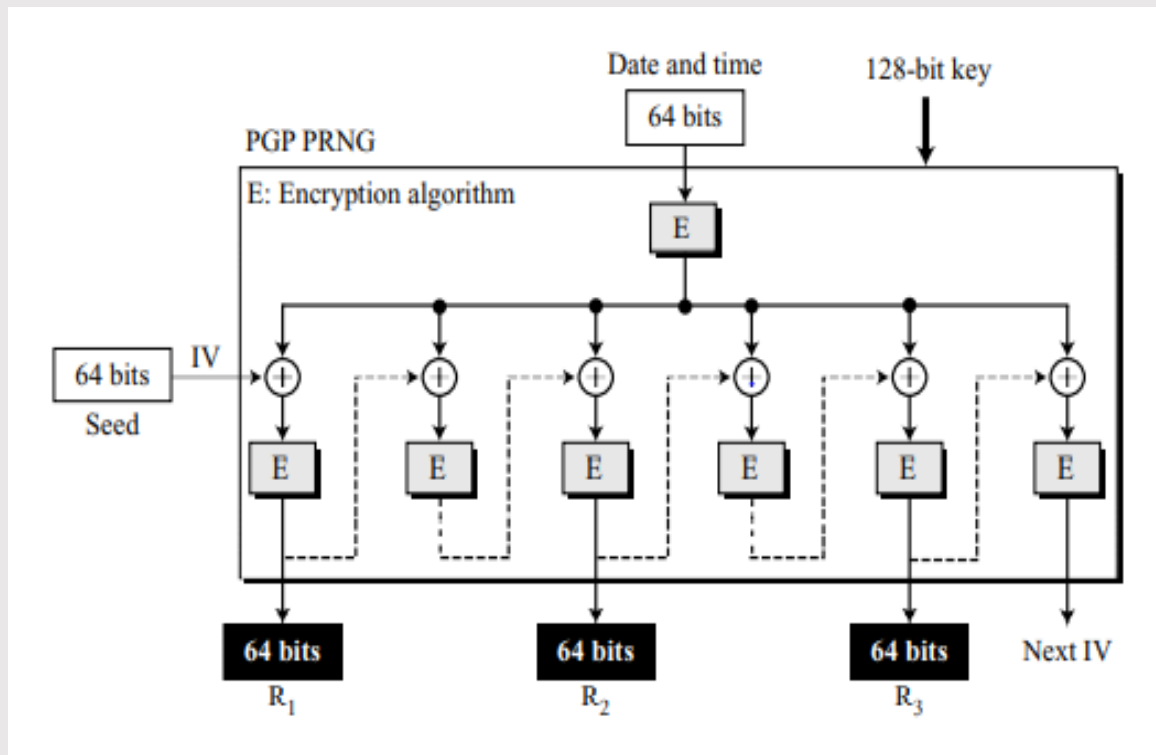 Date and time
128-bit key
64 bits
PGP PRNG
E: Encryption algorithm
E
IV
64 bits
Seed
E E E E E E
64 bits 64 bits 64 bits Next IV
R₁ R₂ R₃